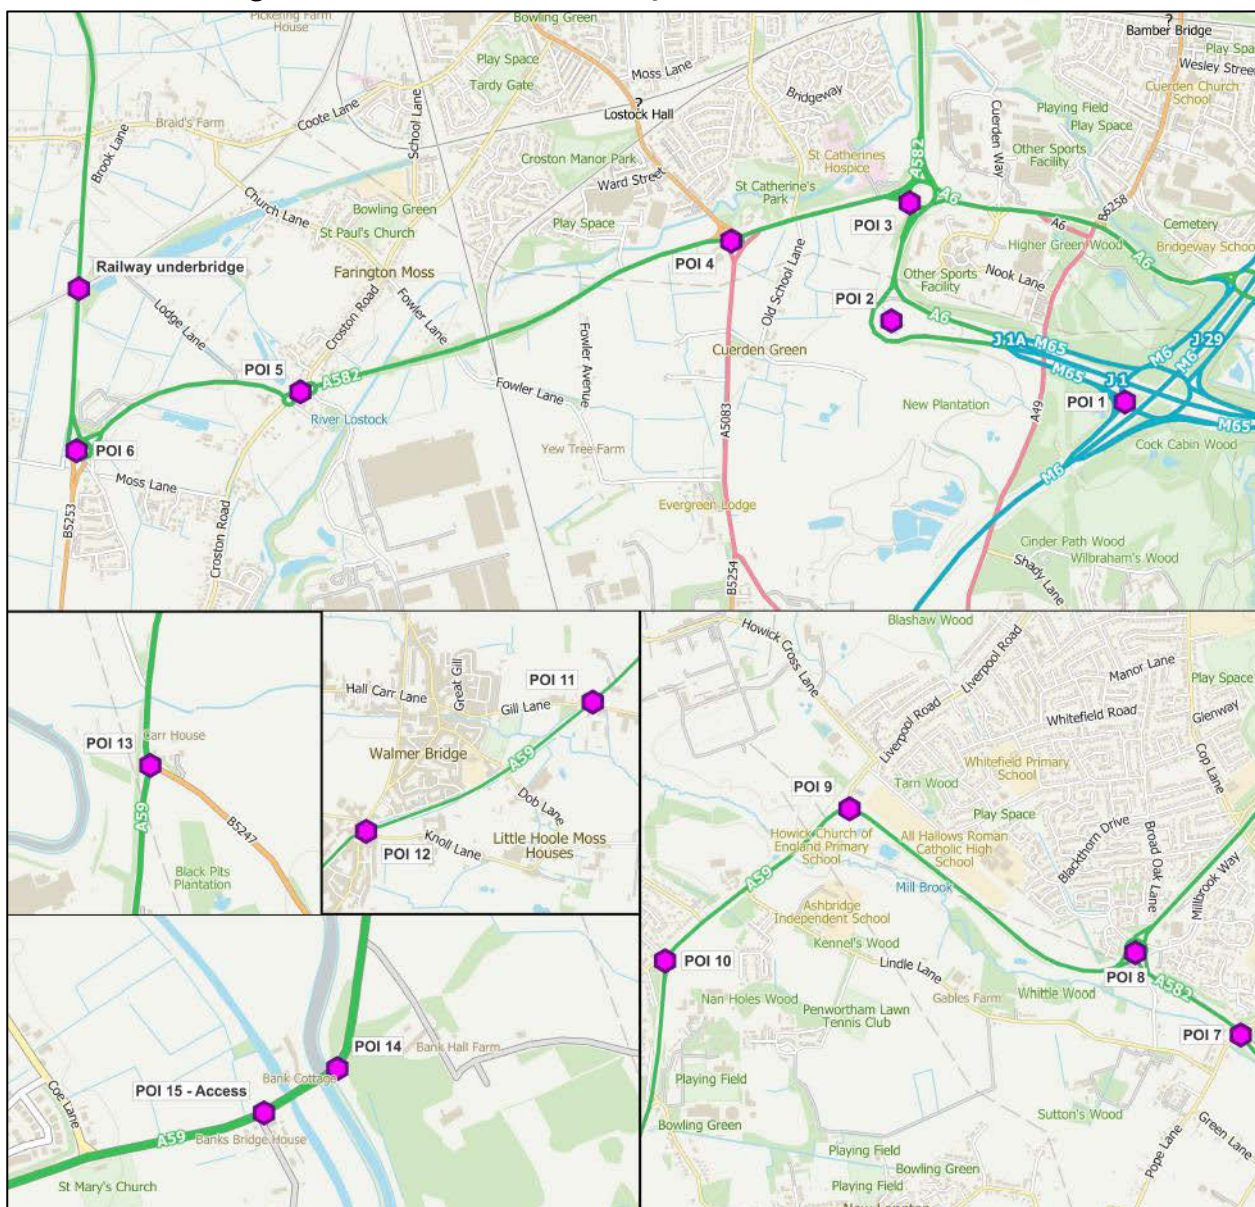 Pickering Farm
House
Bowling Green
Play Space
Tardy Gate
Moss Lane
?
Lostock Hall
Bridgeway
Cuerden Way
?
Bamber Bridge
Play Spa
Wesley Street
Cuerden Church
School
Playing Field
Play Space
Other Sports
Facility
Braid's Farm
Coote Lane
School Lane
Brook Lane
Church Lane
Bowling Green
St Paul's Church
Croston Manor Park
Ward Street
Play Space
St Catherines
Hospice
St Catherine's
Park
A582
POI 3
A6
A6
B6258
Cemetery
Bridgeway School
Higher Green Wood
A6
Railway underbridge
Farington Moss
Lodge Lane
Croston Road
Fowler Lane
POI 4
Old School Lane
Other Sports
Facility
Nook Lane
POI 2
A6
J1A
M65
M6
J29
M6
Cuerden Green
Fowler Avenue
POI 5
A582
River Lostock
Fowler Lane
A5083
New Plantation
A49
M65
J1
POI 1
M65
Cock Cabin Wood
M6
POI 6
Moss Lane
B5253
Croston Road
Yew Tree Farm
Evergreen Lodge
B5254
Cinder Path Wood
Wilbraham's Wood
Shady Lane
Carr House
POI 13
A59
B5247
Black Pits
Plantation
Hall Carr Lane
Great Gill
POI 11
Gill Lane
Walmer Bridge
A59
Dob Lane
Knoll Lane
Little Hoole Moss
Houses
POI 12
POI 14
Bank Hall Farm
Bank Cottage
POI 15 - Access
Coe Lane
A59
Banks Bridge House
St Mary's Church
Howick Cross Lane
Blashaw Wood
Liverpool Road
Manor Lane
Play Space
Whitefield Road
Glenway
Liverpool Road
Cop Lane
Whitefield Primary
School
Tarn Wood
POI 9
Play Space
Howick Church of
England Primary
School
All Hallows Roman
Catholic High
School
Blackthorn Drive
Broad Oak Lane
Millbrook Way
A59
Mill Brook
Ashbridge
Independent School
Kennel's Wood
Lindle Lane
POI 10
POI 8
A582
Nan Holes Wood
Gables Farm
Whittle Wood
Penwortham Lawn
Tennis Club
POI 7
Playing Field
Bowling Green
Sutton's Wood
Pope Lane
Green Lane
Playing Field
Bowling Green
Playing Field